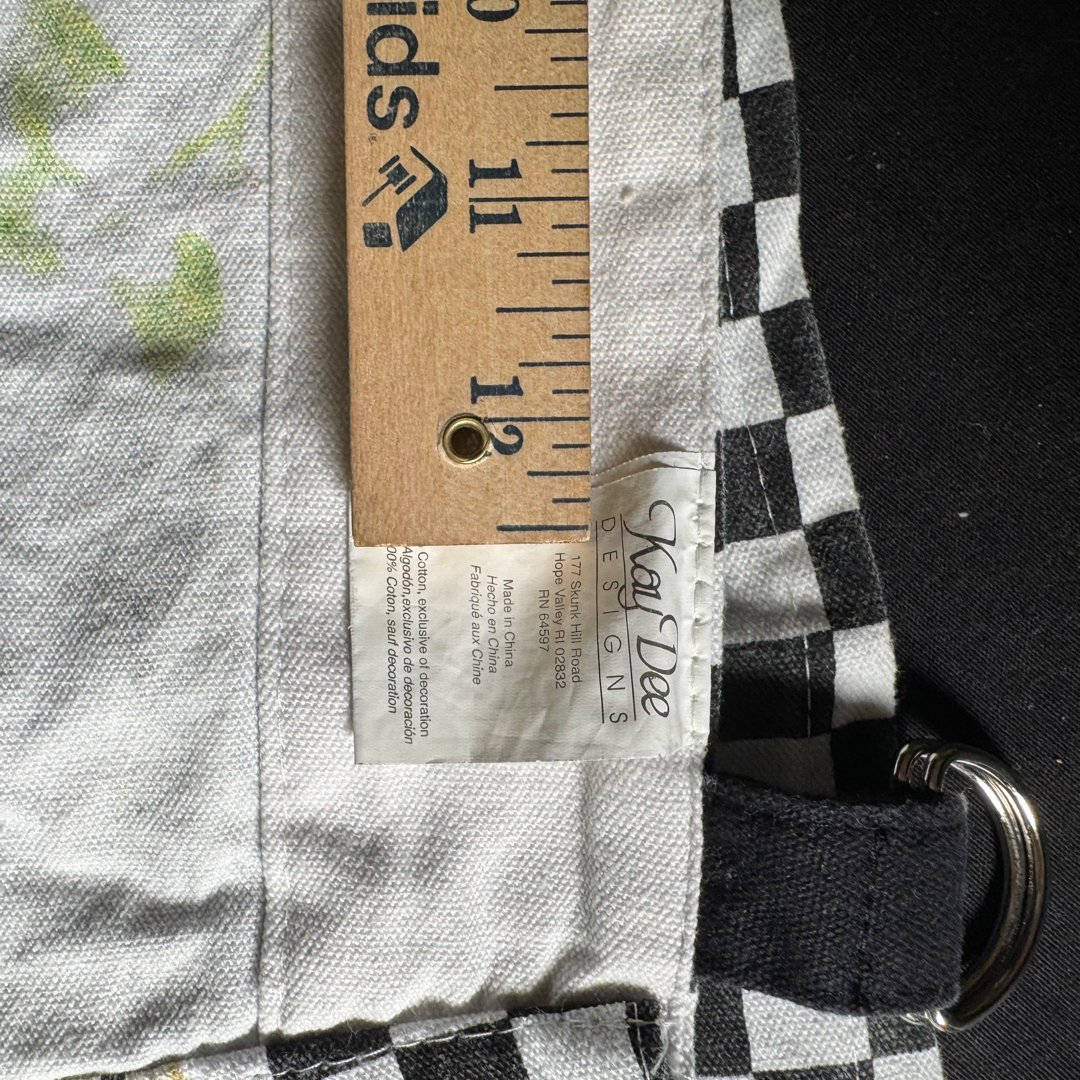 ids
11
12
Kay Dee
DESIGNS
177 Skunk Hill Road
Hope Valley RI 02832
RN 64597
Made in China
Hecho en China
Fabriqué aux Chine
Cotton, exclusive of decoration
Algodón,exclusivo de decoración
00% Coton, sauf decoration